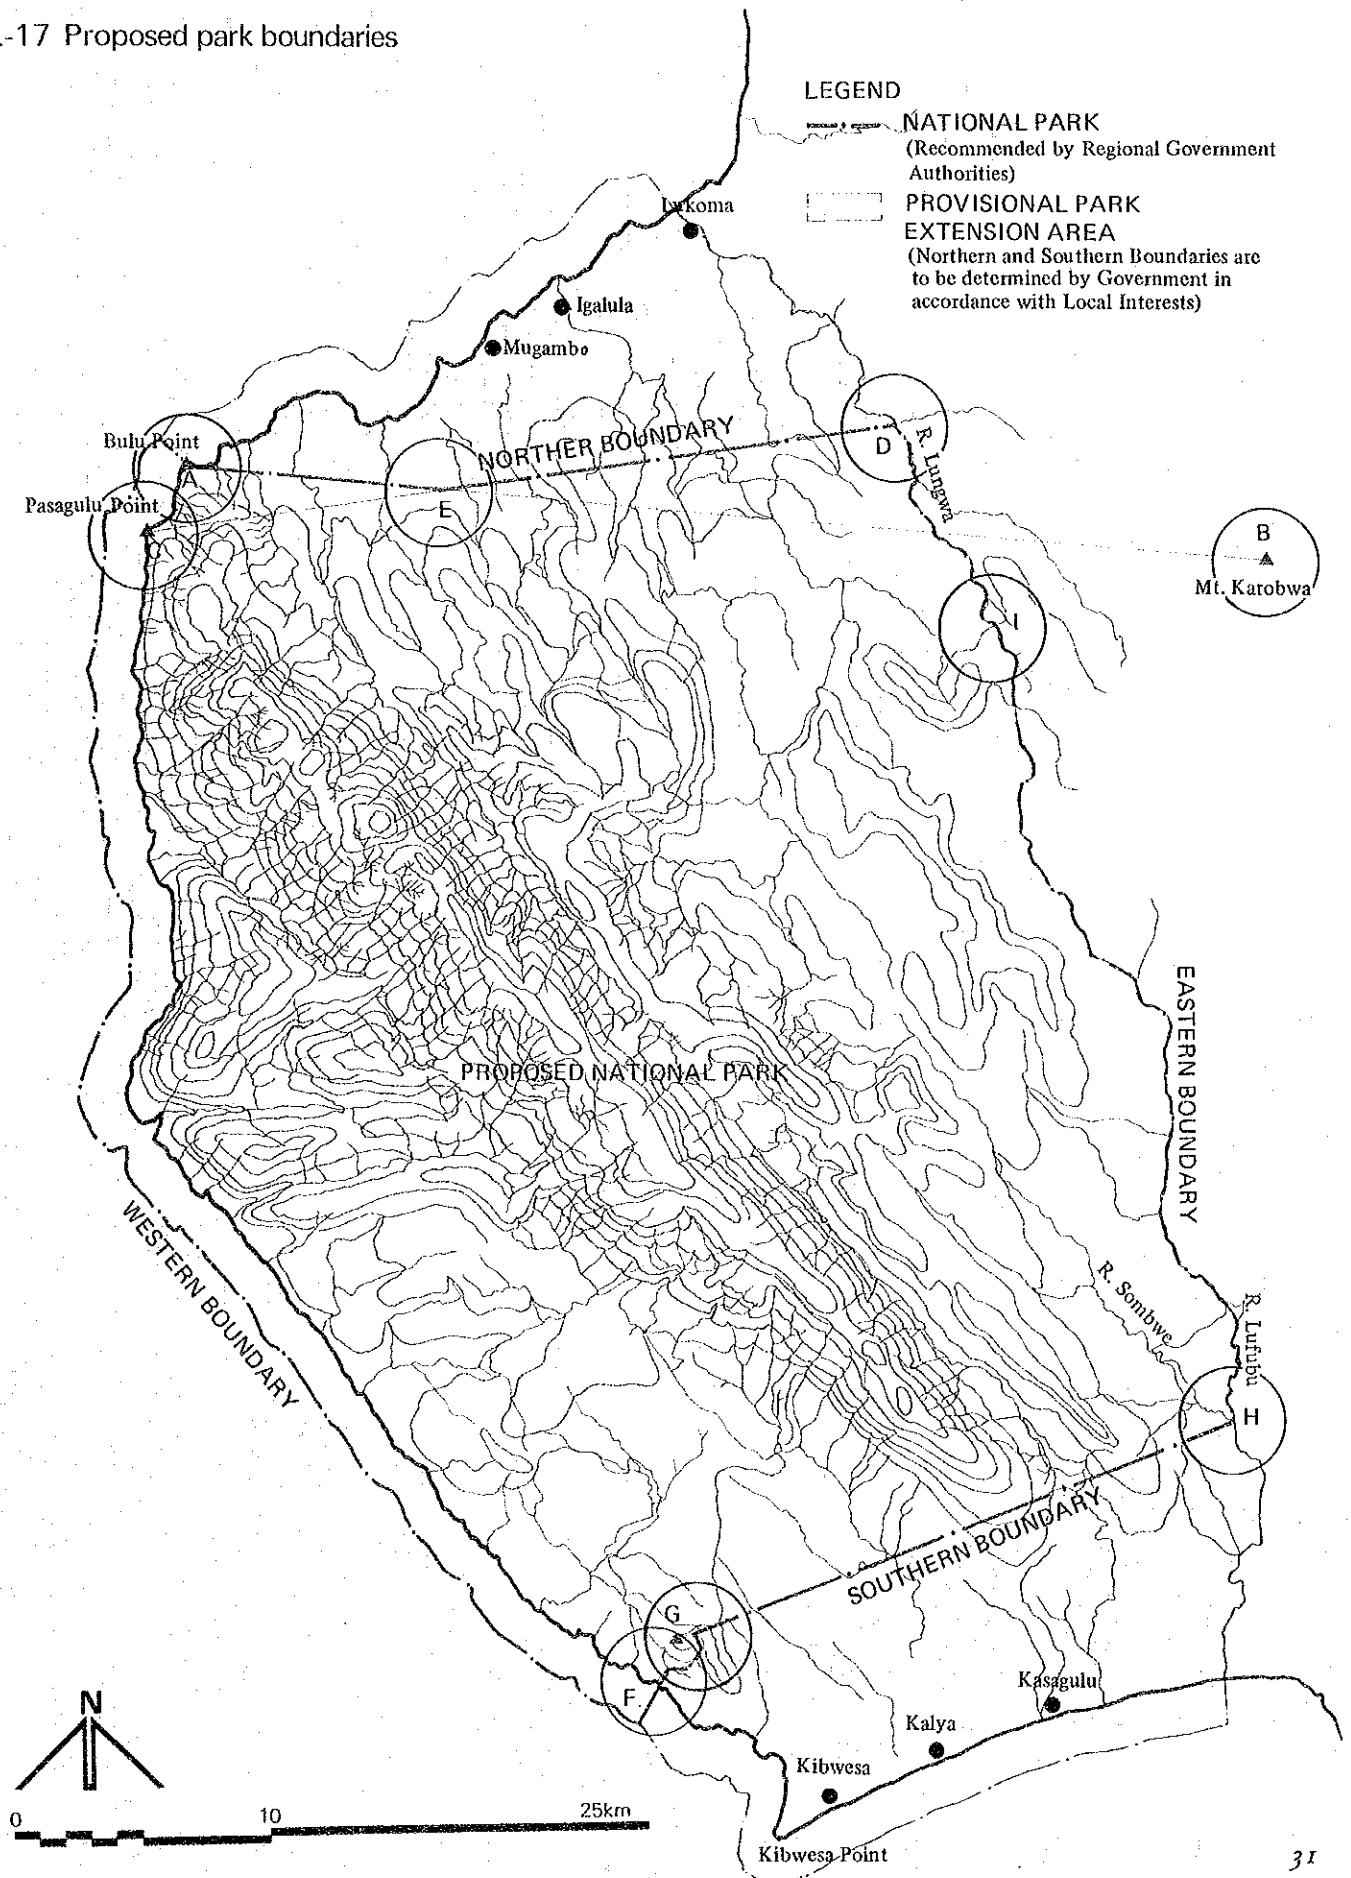 .-17 Proposed park boundaries
LEGEND
NATIONAL PARK
(Recommended by Regional Government
Authorities)
PROVISIONAL PARK
EXTENSION AREA
(Northern and Southern Boundaries are
to be determined by Government in
accordance with Local Interests)
Lukoma
Igalula
Mugambo
Bulu Point
A
Pasagulu Point
C
NORTHER BOUNDARY
E
D
R. Lungwa
B
Mt. Karobwa
I
EASTERN BOUNDARY
PROPOSED NATIONAL PARK
WESTERN BOUNDARY
R. Sombwe
R. Lufubu
H
SOUTHERN BOUNDARY
G
F
Kasagulu
Kalya
Kibwesa
Kibwesa Point
N
0 10 25km
31